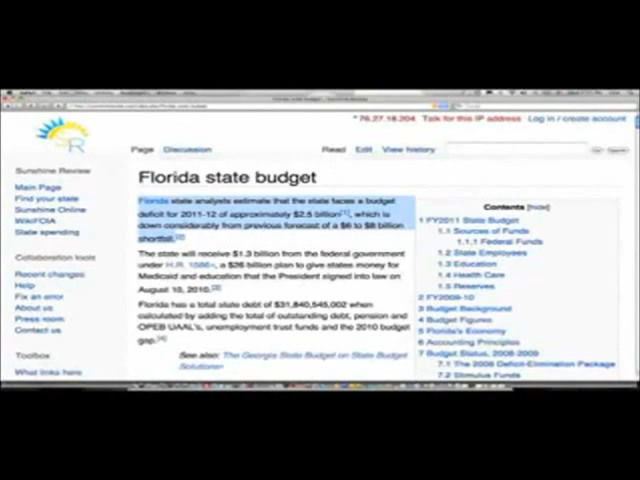 76.27.18.204 Talk for this IP address Log in / create account
Page Discussion Read Edit View history
SR
Sunshine Review
Main Page
Find your state
Sunshine Online
WikiFOIA
State spending
Collaboration tools
Recent changes
Help
Fix an error
About us
Press room
Contact us
Toolbox
What links here
Florida state budget
Florida state analysts estimate that the state faces a budget
deficit for 2011-12 of approximately $2.5 billion[1], which is
down considerably from previous forecast of a $6 to $8 billion
shortfall.[2]
The state will receive $1.3 billion from the federal government
under H.R. 1586, a $26 billion plan to give states money for
Medicaid and education that the President signed into law on
August 10, 2010.[3]
Florida has a total state debt of $31,840,545,002 when
calculated by adding the total of outstanding debt, pension and
OPEB UAAL's, unemployment trust funds and the 2010 budget
gap.[4]
See also: The Georgia State Budget on State Budget
Solutions
Contents [hide]
1 FY2011 State Budget
1.1 Sources of Funds
1.1.1 Federal Funds
1.2 State Employees
1.3 Education
1.4 Health Care
1.5 Reserves
2 FY2009-10
3 Budget Background
4 Budget Figures
5 Florida's Economy
6 Accounting Principles
7 Budget Status, 2008-2009
7.1 The 2008 Deficit-Elimination Package
7.2 Stimulus Funds